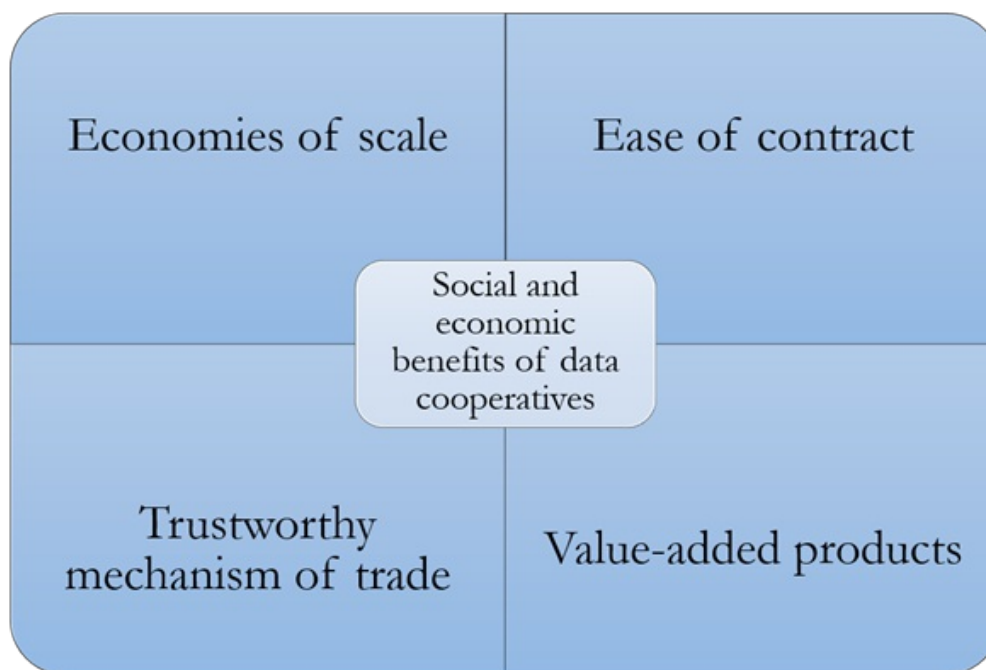 Economies of scale
Ease of contract
Social and
economic
benefits of data
cooperatives
Trustworthy
mechanism of trade
Value-added products